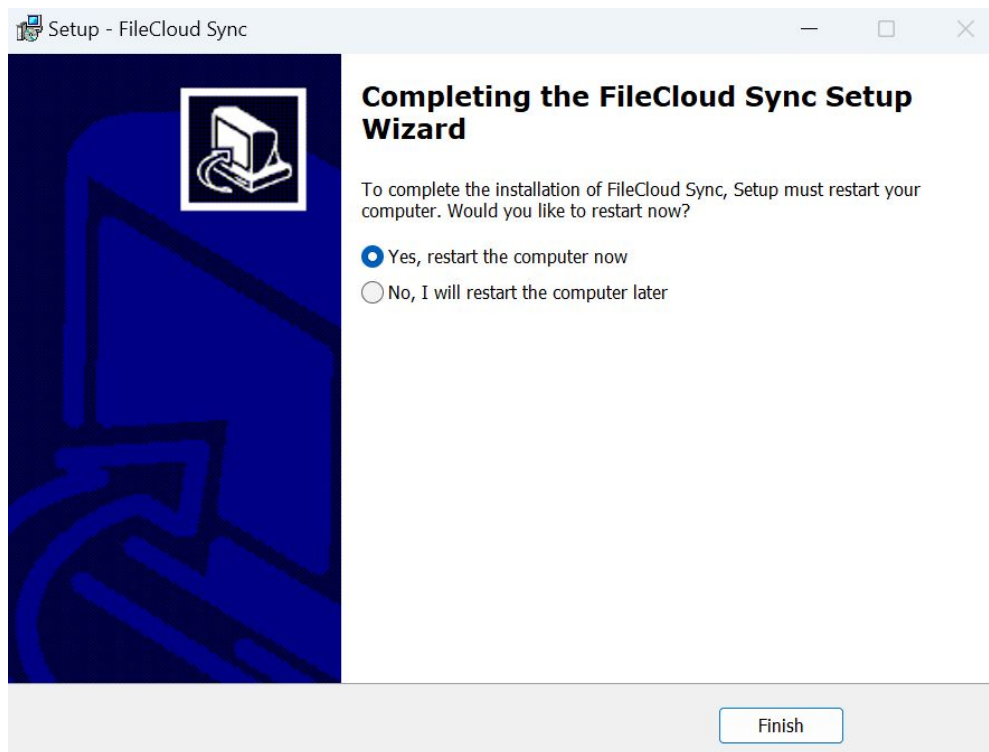 Setup - FileCloud Sync
Completing the FileCloud Sync Setup
Wizard
To complete the installation of FileCloud Sync, Setup must restart your
computer. Would you like to restart now?
Yes, restart the computer now
No, I will restart the computer later
Finish